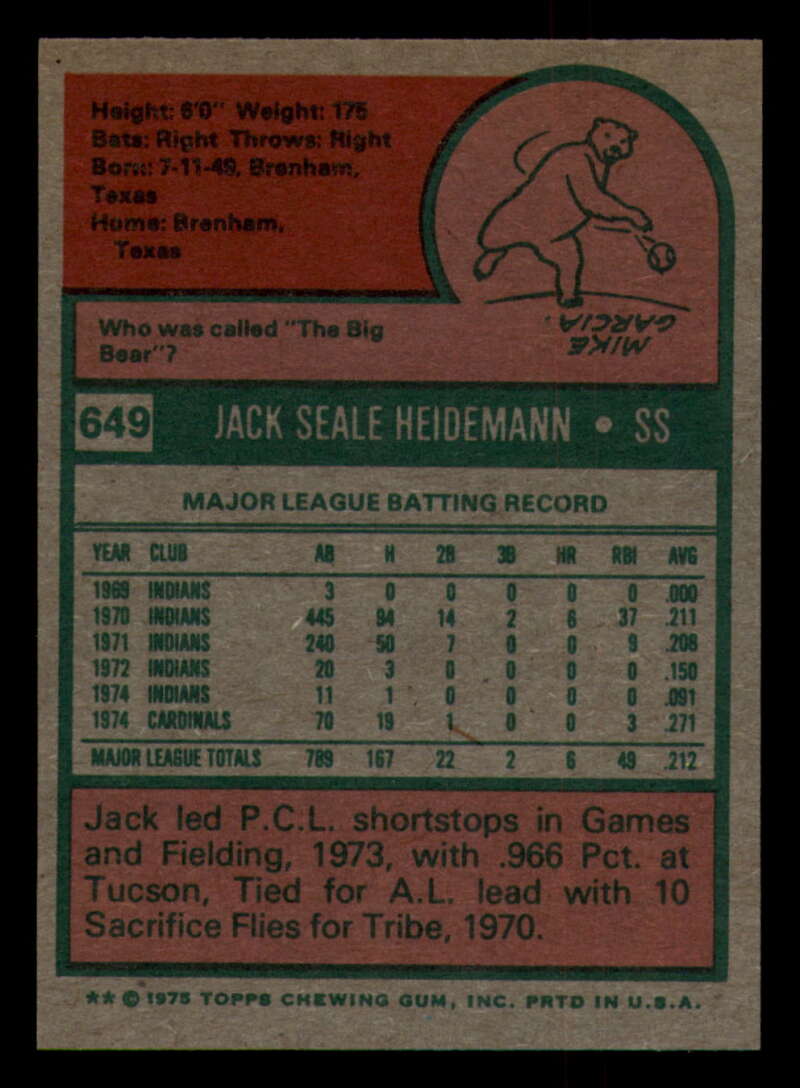 Height: 6'0" Weight: 175
Bats: Right Throws: Right
Born: 7-11-49, Brenham,
Texas
Home: Brenham,
Texas
Who was called "The Big
Bear"?
MIKE
GARCIA.
649 JACK SEALE HEIDEMANN • SS
MAJOR LEAGUE BATTING RECORD
YEAR CLUB AB H 2B 3B HR RBI AVG
1969 INDIANS 3 0 0 0 0 0 .000
1970 INDIANS 445 94 14 2 6 37 .211
1971 INDIANS 240 50 7 0 0 9 .208
1972 INDIANS 20 3 0 0 0 0 .150
1974 INDIANS 11 1 0 0 0 0 .091
1974 CARDINALS 70 19 1 0 0 3 .271
MAJOR LEAGUE TOTALS 789 167 22 2 6 49 .212
Jack led P.C.L. shortstops in Games
and Fielding, 1973, with .966 Pct. at
Tucson, Tied for A.L. lead with 10
Sacrifice Flies for Tribe, 1970.
** © 1975 TOPPS CHEWING GUM, INC. PRTD IN U.S.A.